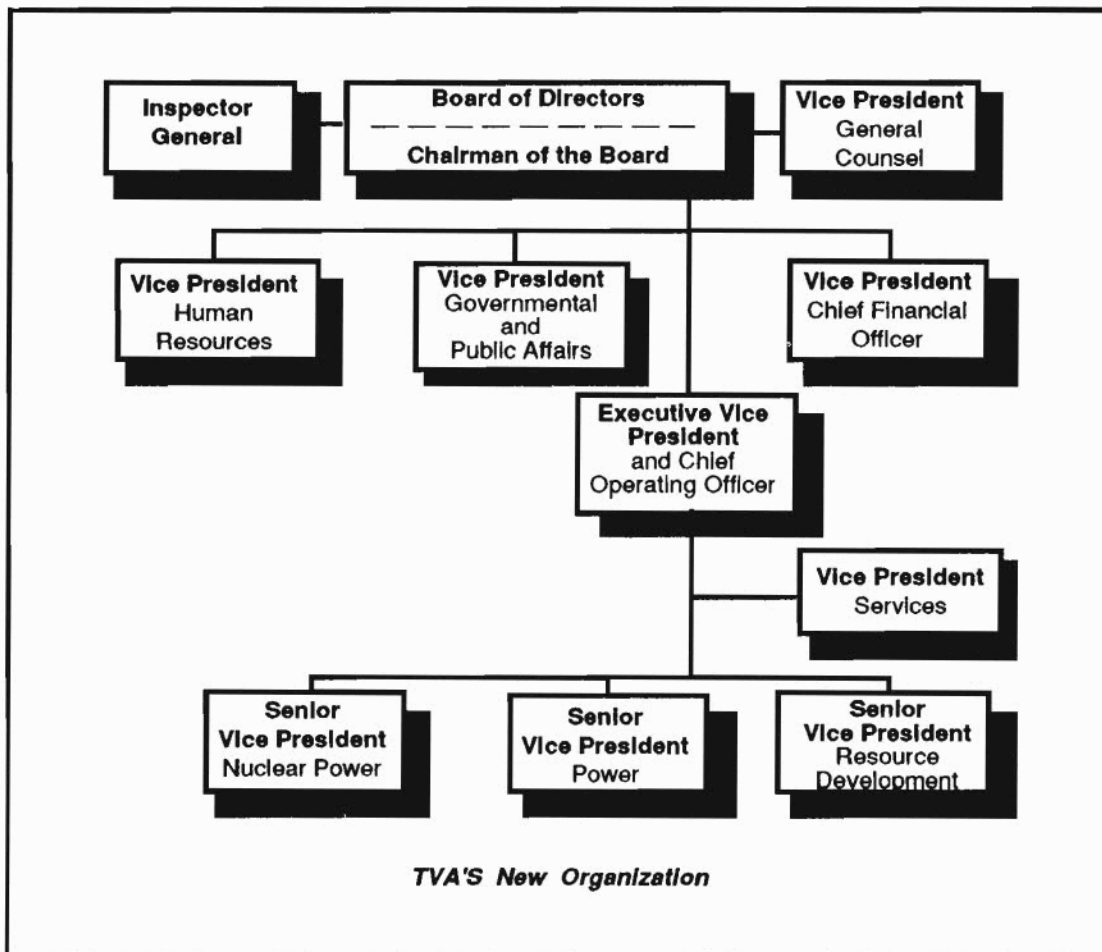 Inspector
General
Board of Directors
Chairman of the Board
Vice President
General
Counsel
Vice President
Human
Resources
Vice President
Governmental
and
Public Affairs
Vice President
Chief Financial
Officer
Executive Vice
President
and Chief
Operating Officer
Vice President
Services
Senior
Vice President
Nuclear Power
Senior
Vice President
Power
Senior
Vice President
Resource
Development
TVA'S New Organization